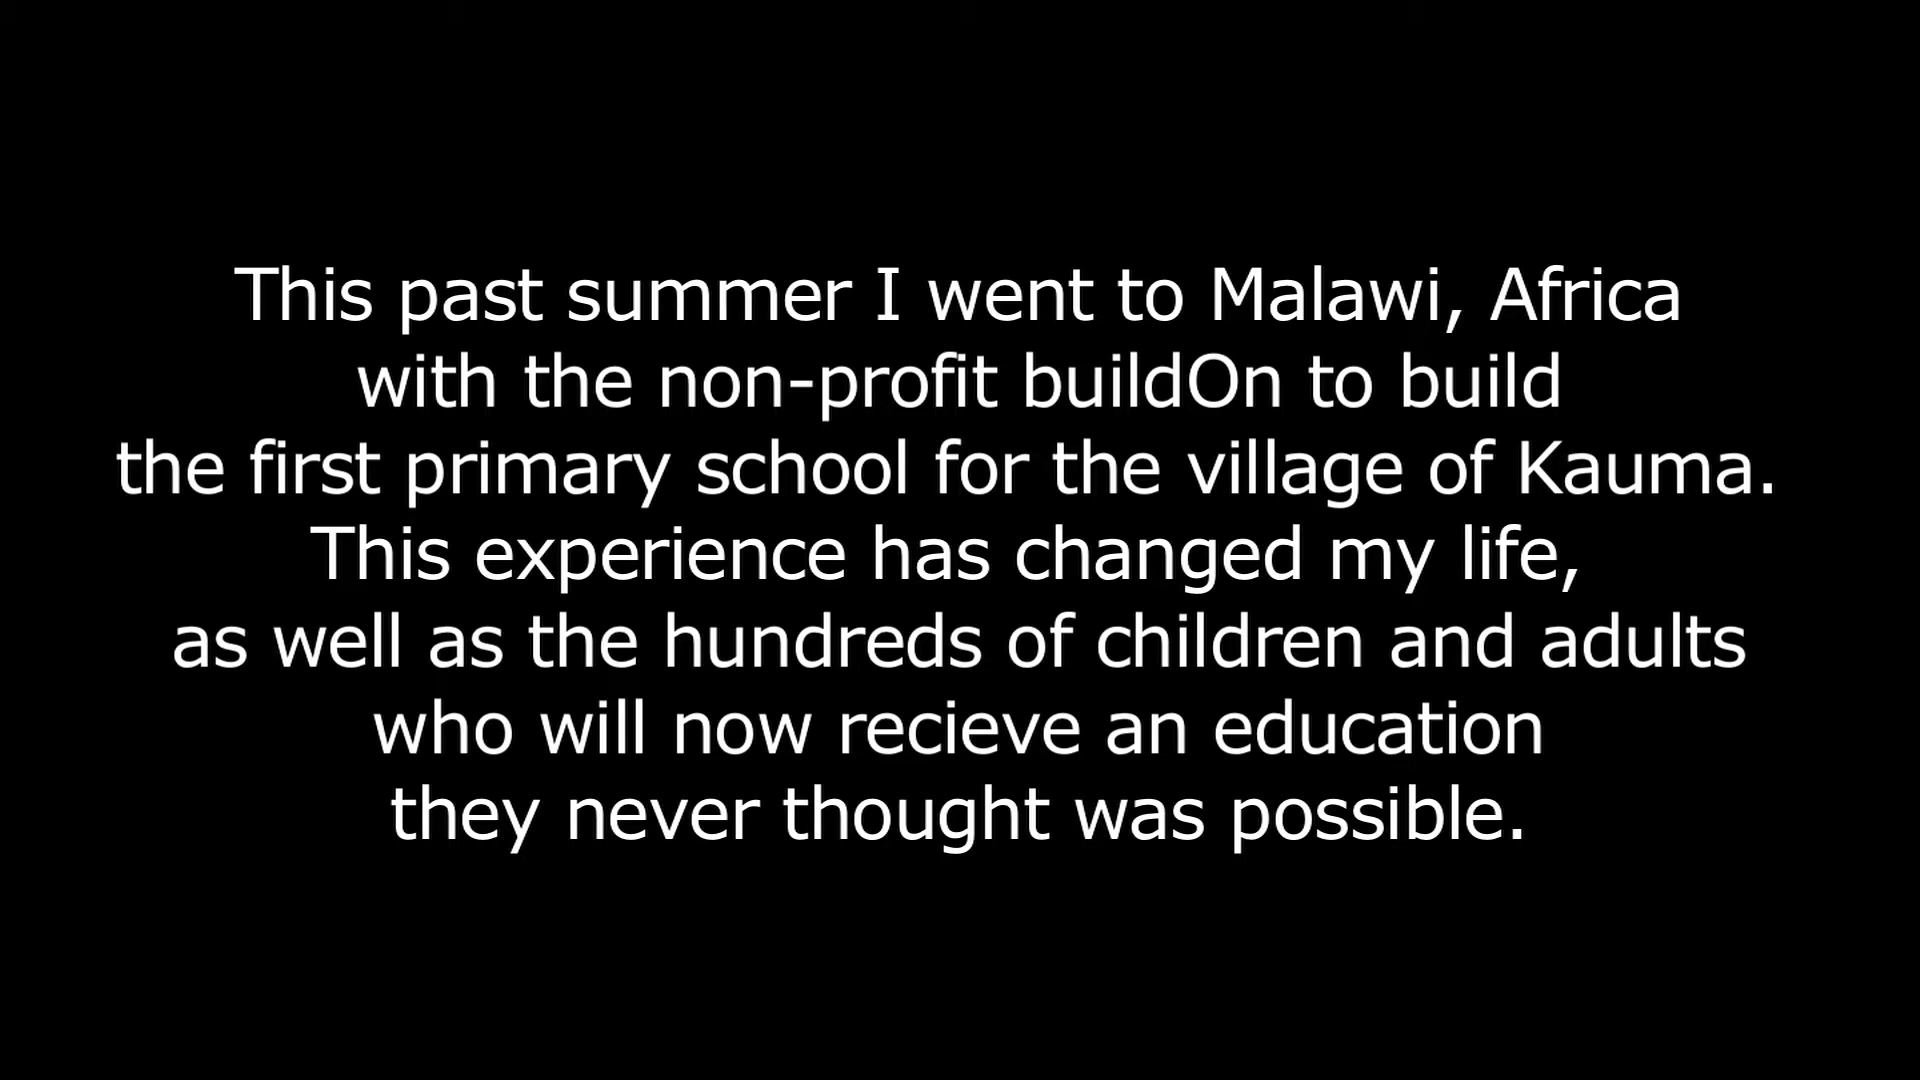 This past summer I went to Malawi, Africa
with the non-profit buildOn to build
the first primary school for the village of Kauma.
This experience has changed my life,
as well as the hundreds of children and adults
who will now recieve an education
they never thought was possible.